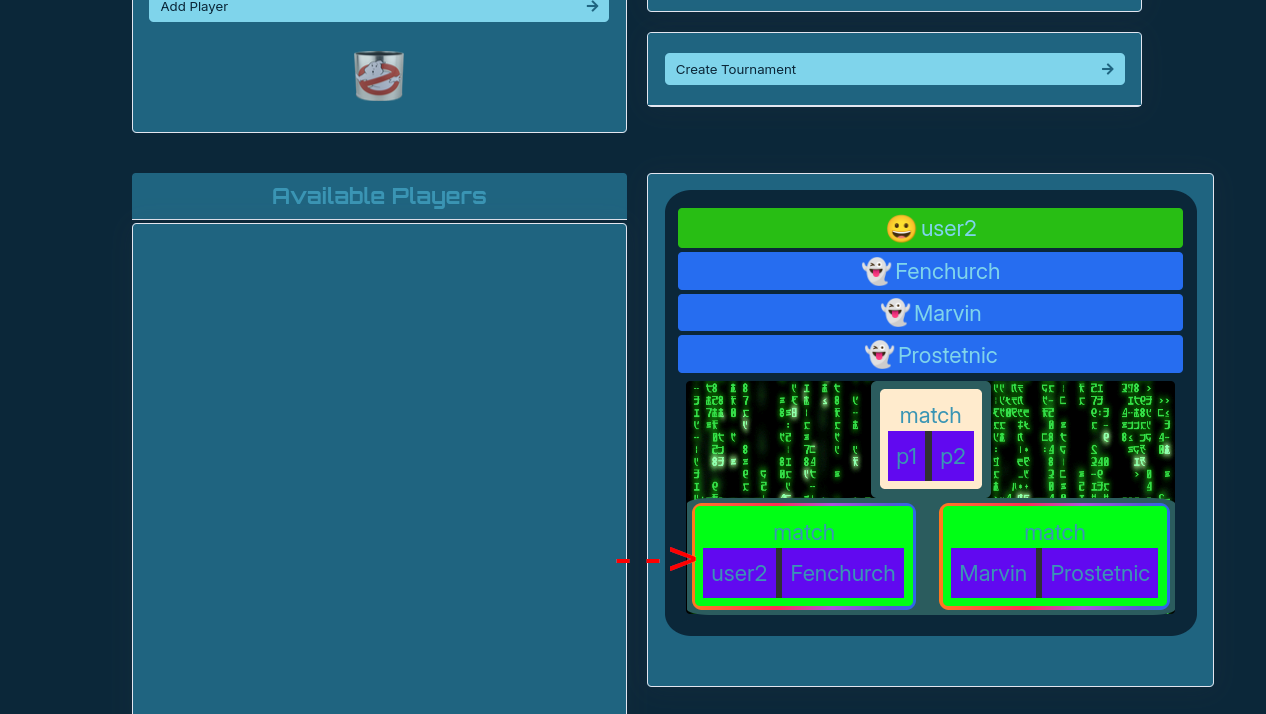 Add Player
Create Tournament
Available Players
user2
Fenchurch
Marvin
Prostetnic
match
p1 p2
match match
user2 Fenchurch Marvin Prostetnic